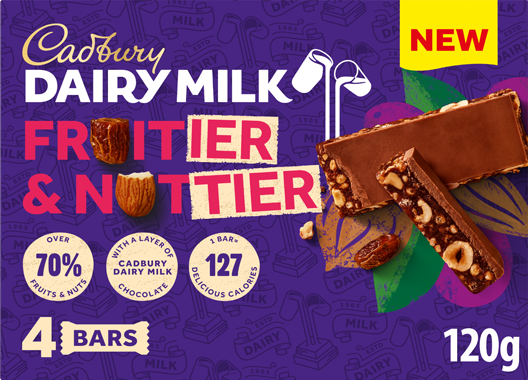 Cadbury
DAIRY MILK
NEW
FRUITIER
& NUTTIER
OVER
70%
FRUITS & NUTS
WITH A LAYER OF
CADBURY
DAIRY MILK
CHOCOLATE
1 BAR=
127
DELICIOUS CALORIES
4 BARS
120g